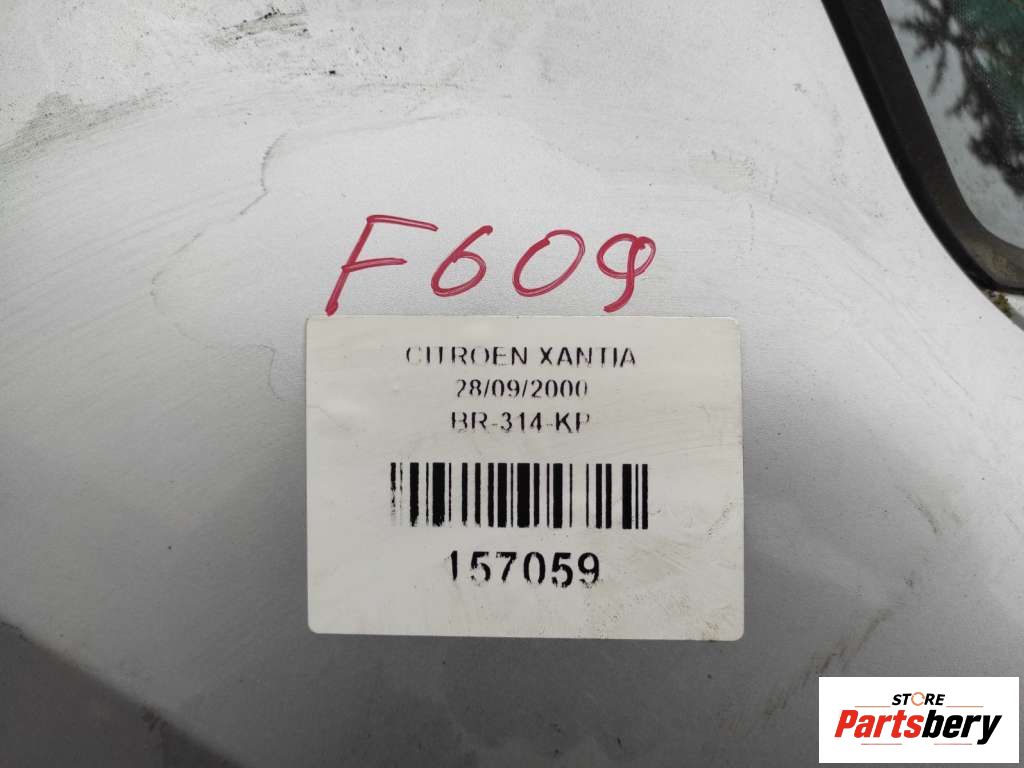 F609
CITROEN XANTIA
28/09/2000
BR-314-KP
157059
STORE
Partsbery